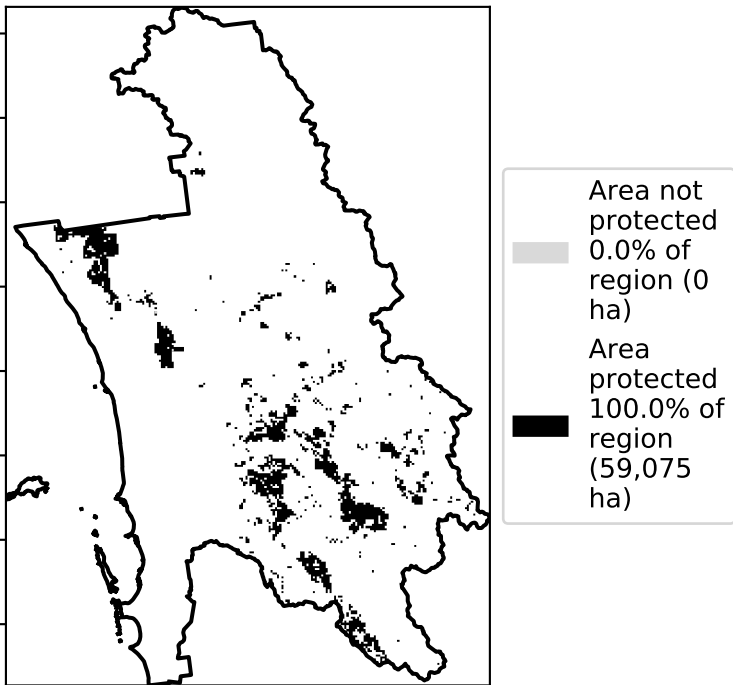 Area not
protected
0.0% of
region (0
ha)
Area
protected
100.0% of
region
(59,075
ha)